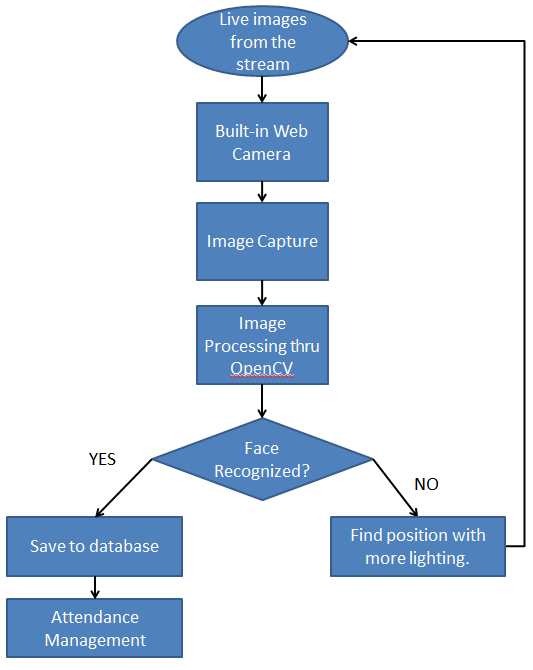 Live images
from the
stream
Built-in Web
Camera
Image Capture
Image
Processing thru
OpenCV
Face
Recognized?
YES
NO
Save to database
Find position with
more lighting.
Attendance
Management